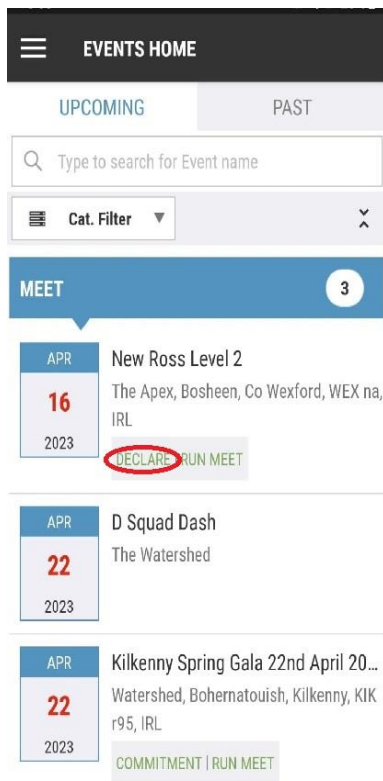 EVENTS HOME
UPCOMING PAST
Type to search for Event name
Cat. Filter
MEET 3
APR
16
2023
New Ross Level 2
The Apex, Bosheen, Co Wexford, WEX na,
IRL
DECLARE RUN MEET
APR
22
2023
D Squad Dash
The Watershed
APR
22
2023
Kilkenny Spring Gala 22nd April 20...
Watershed, Bohernatouish, Kilkenny, KIK
r95, IRL
COMMITMENT | RUN MEET